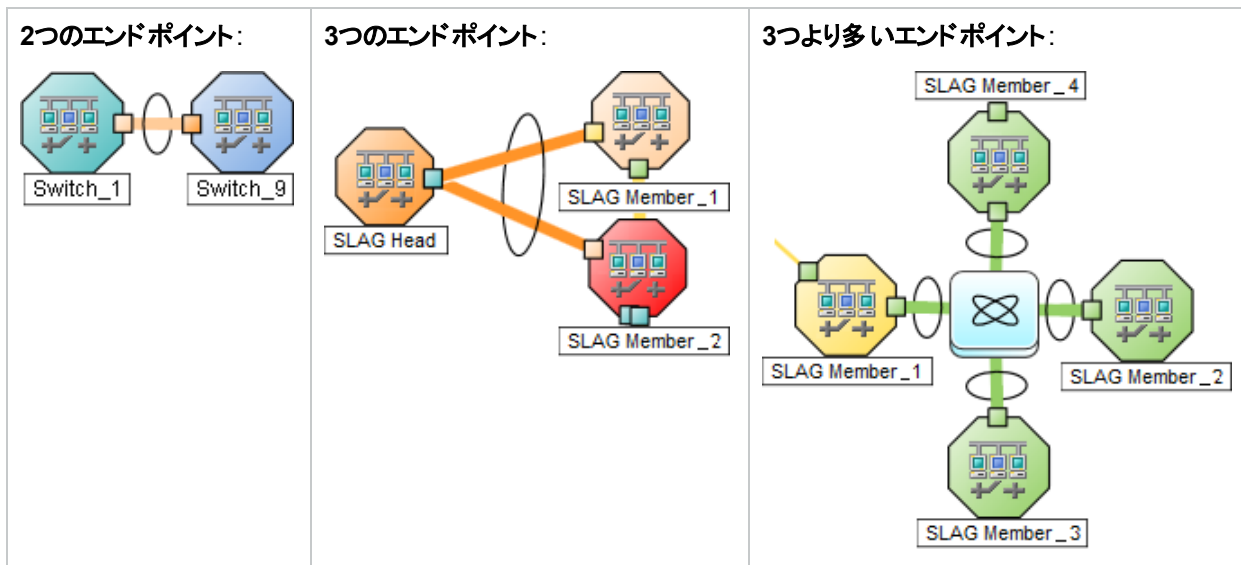 2つのエンドポイント:
Switch_1
Switch_9
3つのエンドポイント:
SLAG Head
SLAG Member_1
SLAG Member_2
3つより多いエンドポイント:
SLAG Member_4
SLAG Member_1
SLAG Member_2
SLAG Member_3